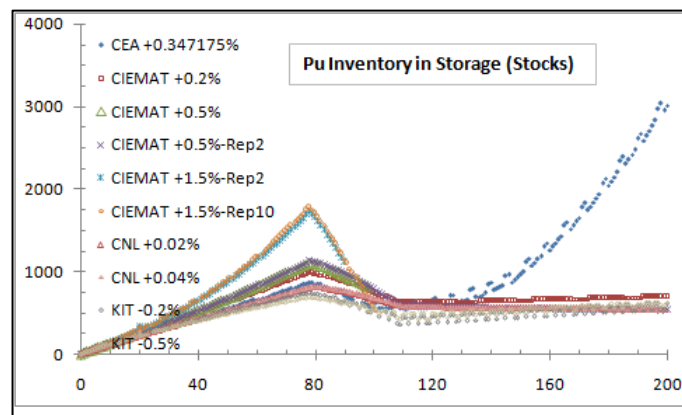 4000
CEA +0.347175%
CIEMAT +0.2%
CIEMAT +0.5%
CIEMAT +0.5%-Rep2
CIEMAT +1.5%-Rep2
CIEMAT +1.5%-Rep10
CNL +0.02%
CNL +0.04%
KIT -0.2%
KIT -0.5%
Pu Inventory in Storage (Stocks)
3000
2000
1000
0
0 40 80 120 160 200